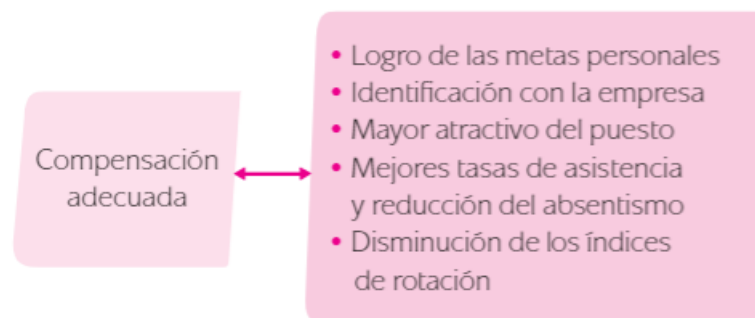 Compensación
adecuada
• Logro de las metas personales
• Identificación con la empresa
• Mayor atractivo del puesto
• Mejores tasas de asistencia
y reducción del absentismo
• Disminución de los índices
de rotación